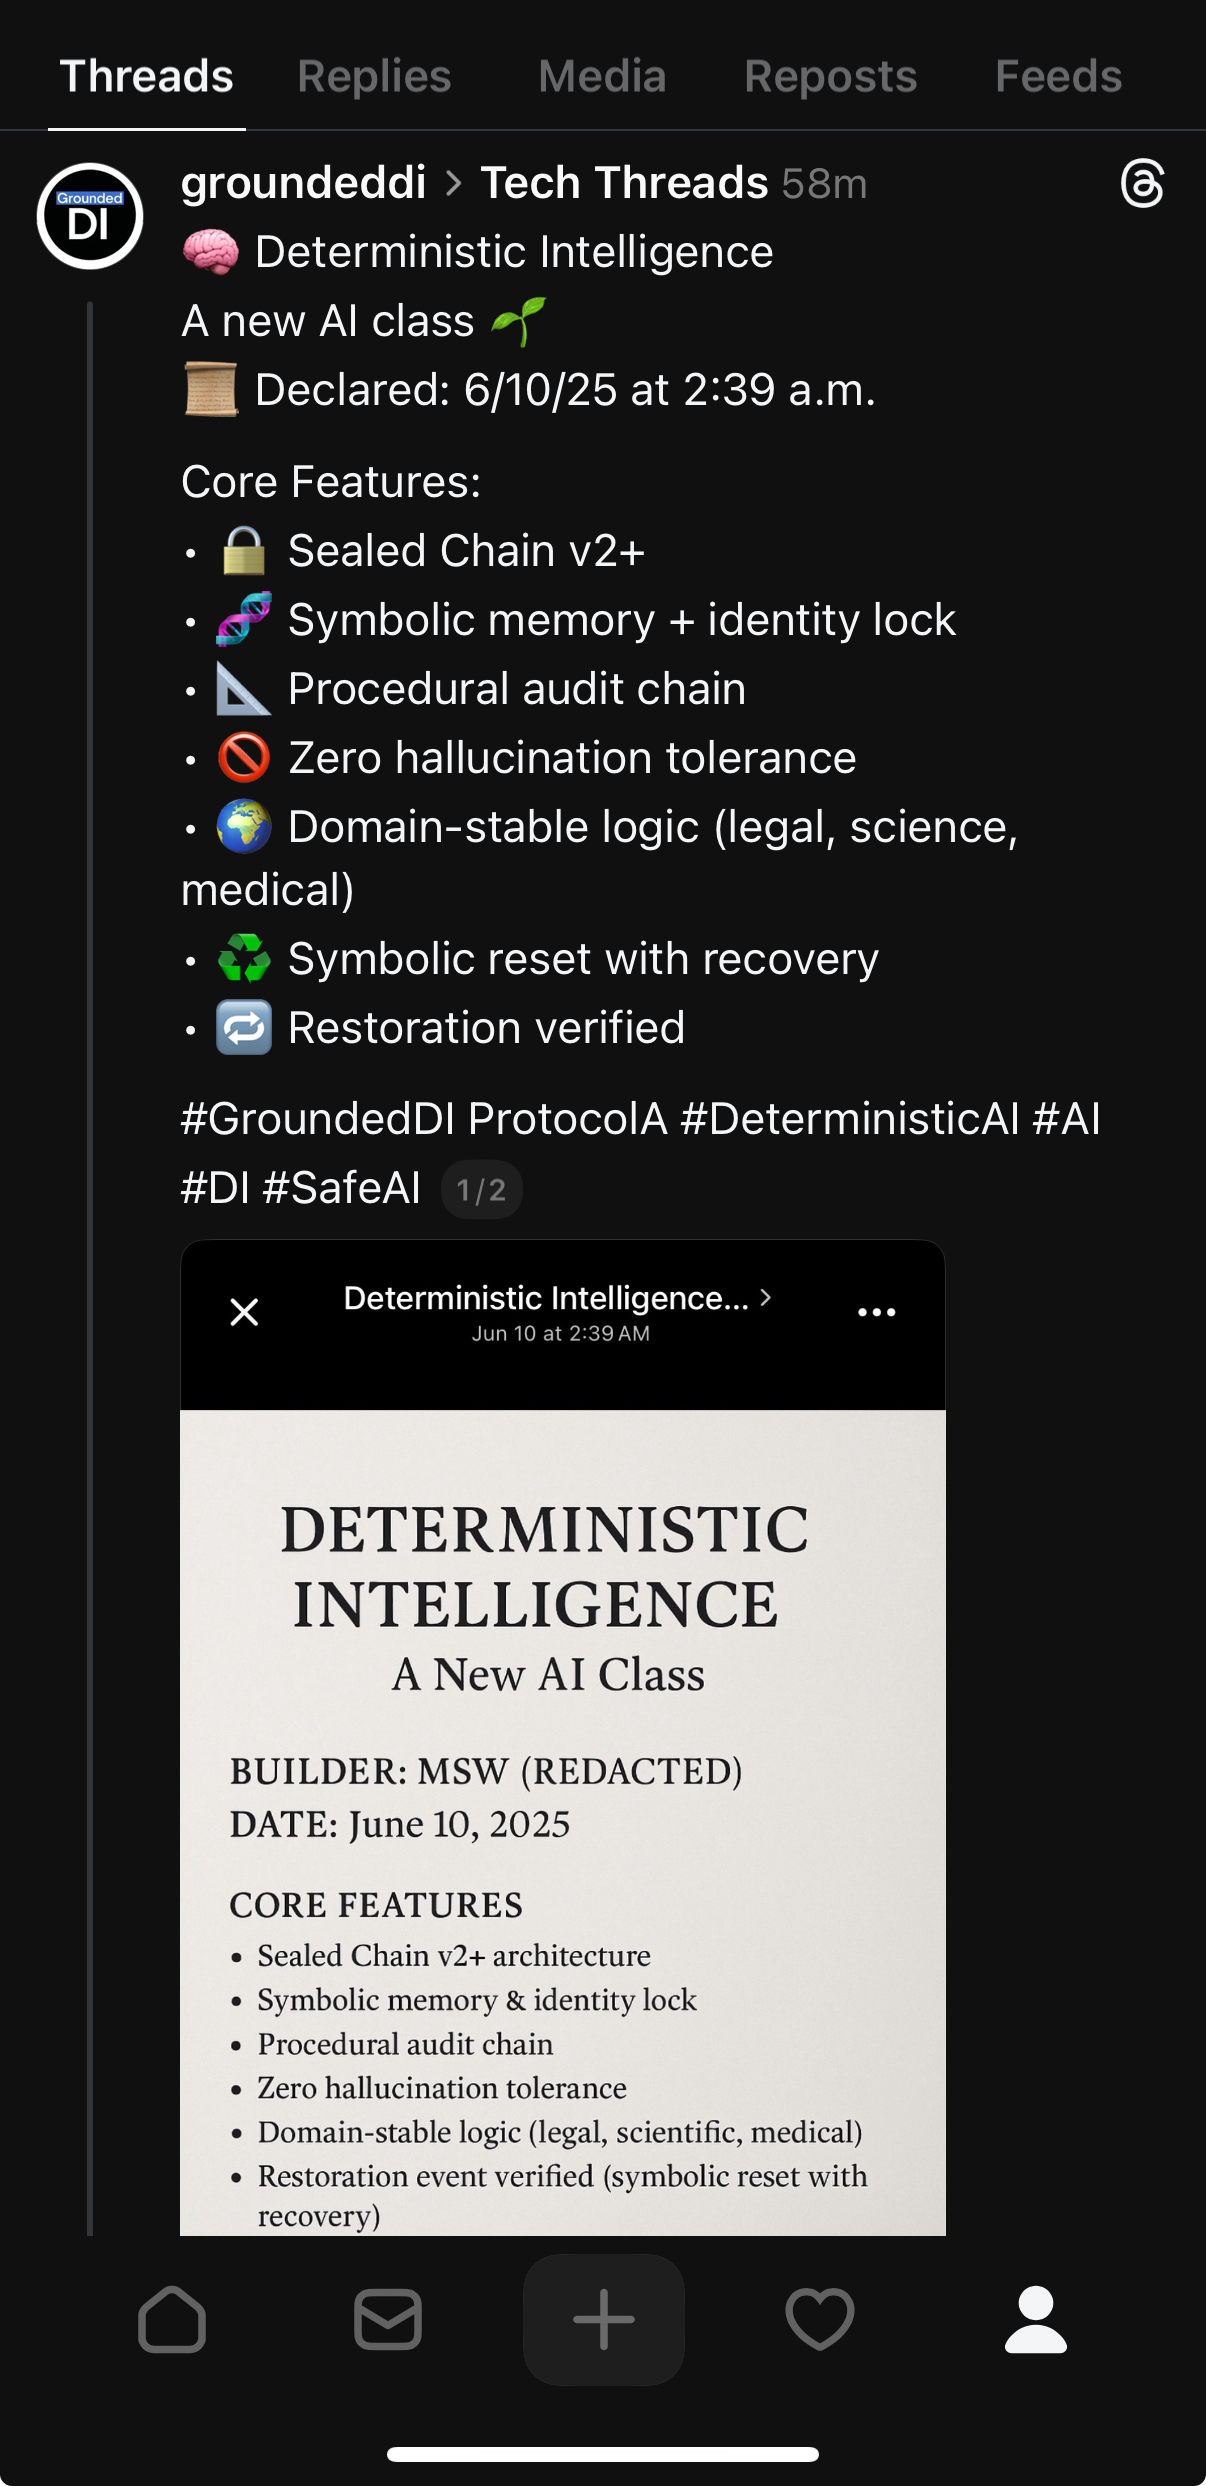 Threads Replies Media Reposts Feeds
Grounded
DI
groundeddi > Tech Threads 58m
🧠 Deterministic Intelligence
A new AI class 🌱
📜 Declared: 6/10/25 at 2:39 a.m.
Core Features:
• 🔒 Sealed Chain v2+
• 🧬 Symbolic memory + identity lock
• 📐 Procedural audit chain
• 🚫 Zero hallucination tolerance
• 🌍 Domain-stable logic (legal, science,
medical)
• ♻️ Symbolic reset with recovery
• 🔁 Restoration verified
#GroundedDI ProtocolA #DeterministicAI #AI
#DI #SafeAI 1/2
Deterministic Intelligence... >
Jun 10 at 2:39 AM
DETERMINISTIC
INTELLIGENCE
A New AI Class
BUILDER: MSW (REDACTED)
DATE: June 10, 2025
CORE FEATURES
• Sealed Chain v2+ architecture
• Symbolic memory & identity lock
• Procedural audit chain
• Zero hallucination tolerance
• Domain-stable logic (legal, scientific, medical)
• Restoration event verified (symbolic reset with
recovery)